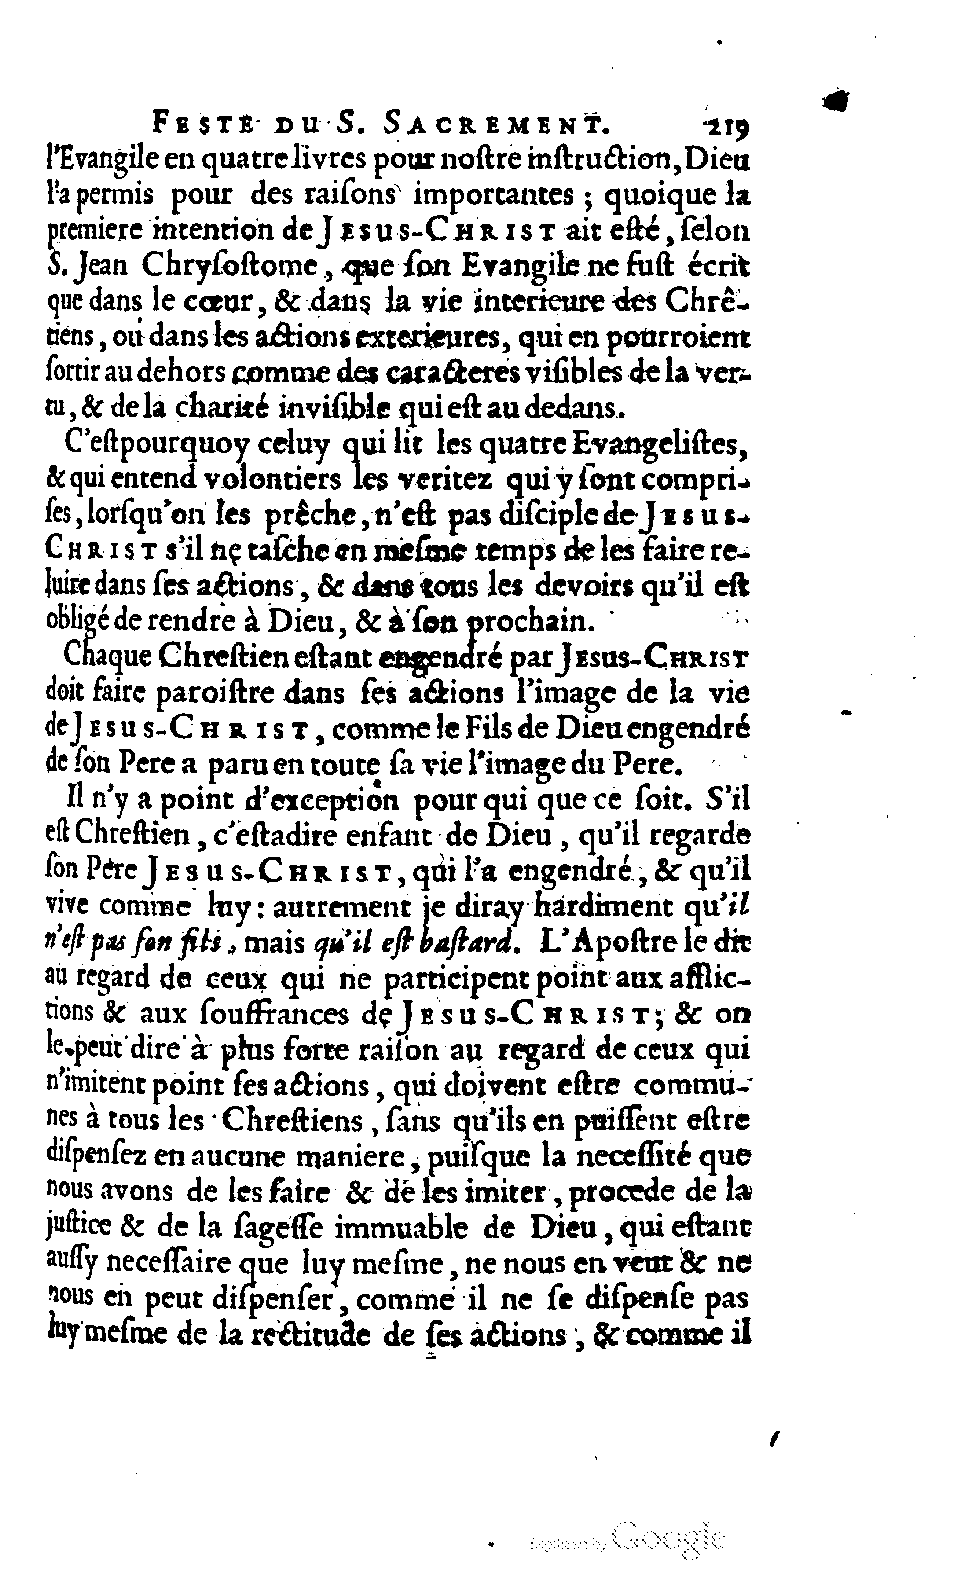 FESTE DU S. SACREMENT. 219
l'Evangile en quatre livres pour noſtre inſtruction, Dieu
l'a permis pour des raiſons importantes ; quoique la
premiere intention de JESUS-CHRIST ait eſté, ſelon
S. Jean Chryſoſtome, que ſon Evangile ne fuſt écrit
que dans le cœur, & dans la vie interieure des Chrê-
tiens, ou dans les actions exterieures, qui en pourroient
ſortir au dehors comme des caracteres viſibles de la ver-
tu, & de la charité inviſible qui eſt au dedans.
C'eſtpourquoy celuy qui lit les quatre Evangeliſtes,
& qui entend volontiers les veritez qui y ſont compri-
ſes, lorſqu'on les prêche, n'eſt pas diſciple de JESUS-
CHRIST s'il ne taſche en meſme temps de les faire re-
luire dans ſes actions, & dans tous les devoirs qu'il eſt
obligé de rendre à Dieu, & à ſon prochain.
Chaque Chreſtien eſtant engendré par JESUS-CHRIST
doit faire paroiſtre dans ſes actions l'image de la vie
de JESUS-CHRIST, comme le Fils de Dieu engendré
de ſon Pere a paru en toute ſa vie l'image du Pere.
Il n'y a point d'exception pour qui que ce ſoit. S'il
eſt Chreſtien, c'eſtadire enfant de Dieu, qu'il regarde
ſon Pere JESUS-CHRIST, qui l'a engendré, & qu'il
vive comme luy : autrement je diray hardiment qu'il
n'eſt pas ſon fils, mais qu'il eſt baſtard. L'Apoſtre le dit
au regard de ceux qui ne participent point aux afflic-
tions & aux ſouffrances de JESUS-CHRIST; & on
le peut dire à plus forte raiſon au regard de ceux qui
n'imitent point ſes actions, qui doivent eſtre commu-
nes à tous les Chreſtiens, ſans qu'ils en puiſſent eſtre
diſpenſez en aucune maniere, puiſque la neceſſité que
nous avons de les faire & de les imiter, procede de la
juſtice & de la ſageſſe immuable de Dieu, qui eſtant
auſſy neceſſaire que luy meſme, ne nous en veut & ne
nous en peut diſpenſer, comme il ne ſe diſpenſe pas
luy meſme de la rectitude de ſes actions, & comme il
Google